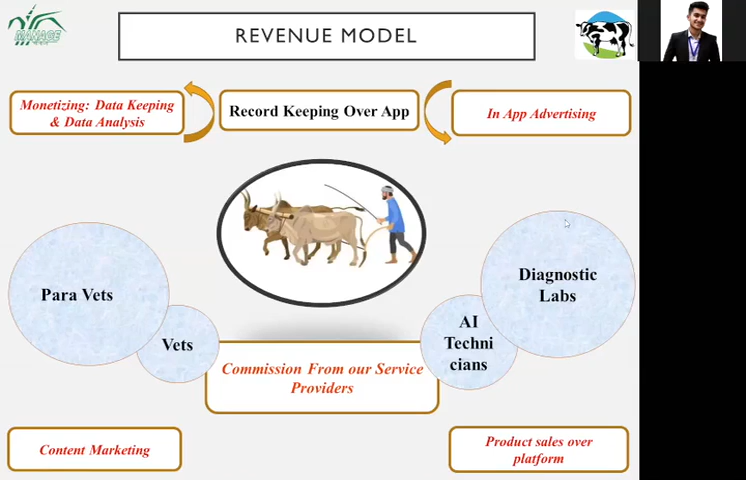 MANAGE
REVENUE MODEL
Monetizing: Data Keeping
& Data Analysis
Record Keeping Over App
In App Advertising
Para Vets
Vets
Commission From our Service
Providers
AI
Techni
cians
Diagnostic
Labs
Content Marketing
Product sales over
platform